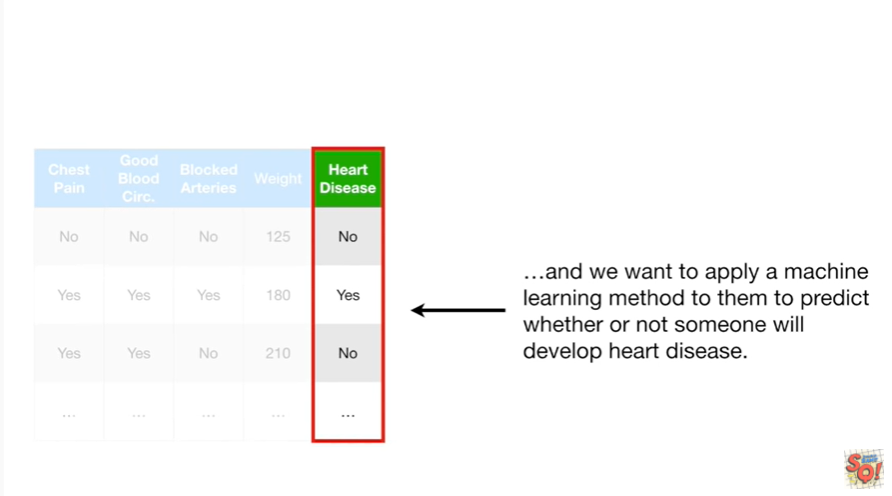 Chest Pain
Good Blood Circ.
Blocked Arteries
Weight
Heart Disease
No No No 125 No
Yes Yes Yes 180 Yes
Yes Yes No 210 No
... ... ... ... ...
…and we want to apply a machine
learning method to them to predict
whether or not someone will
develop heart disease.
SQ!